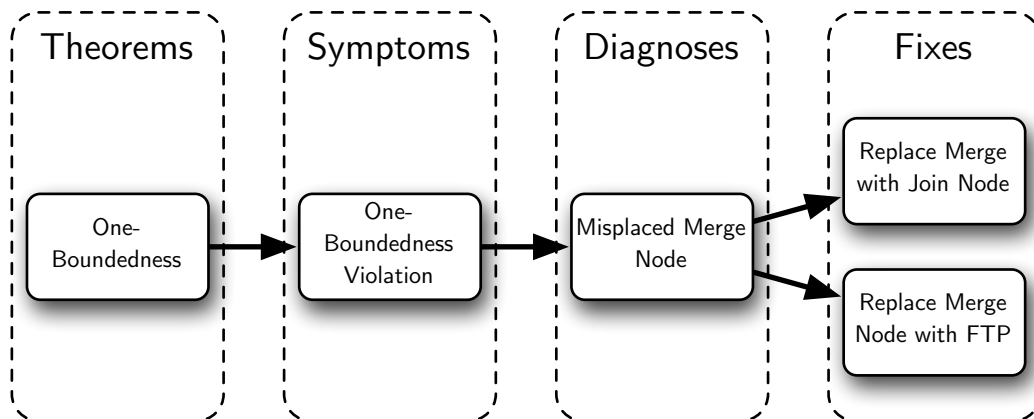 Theorems
Symptoms
Diagnoses
Fixes
One-
Boundedness
One-
Boundedness
Violation
Misplaced Merge
Node
Replace Merge
with Join Node
Replace Merge
Node with FTP